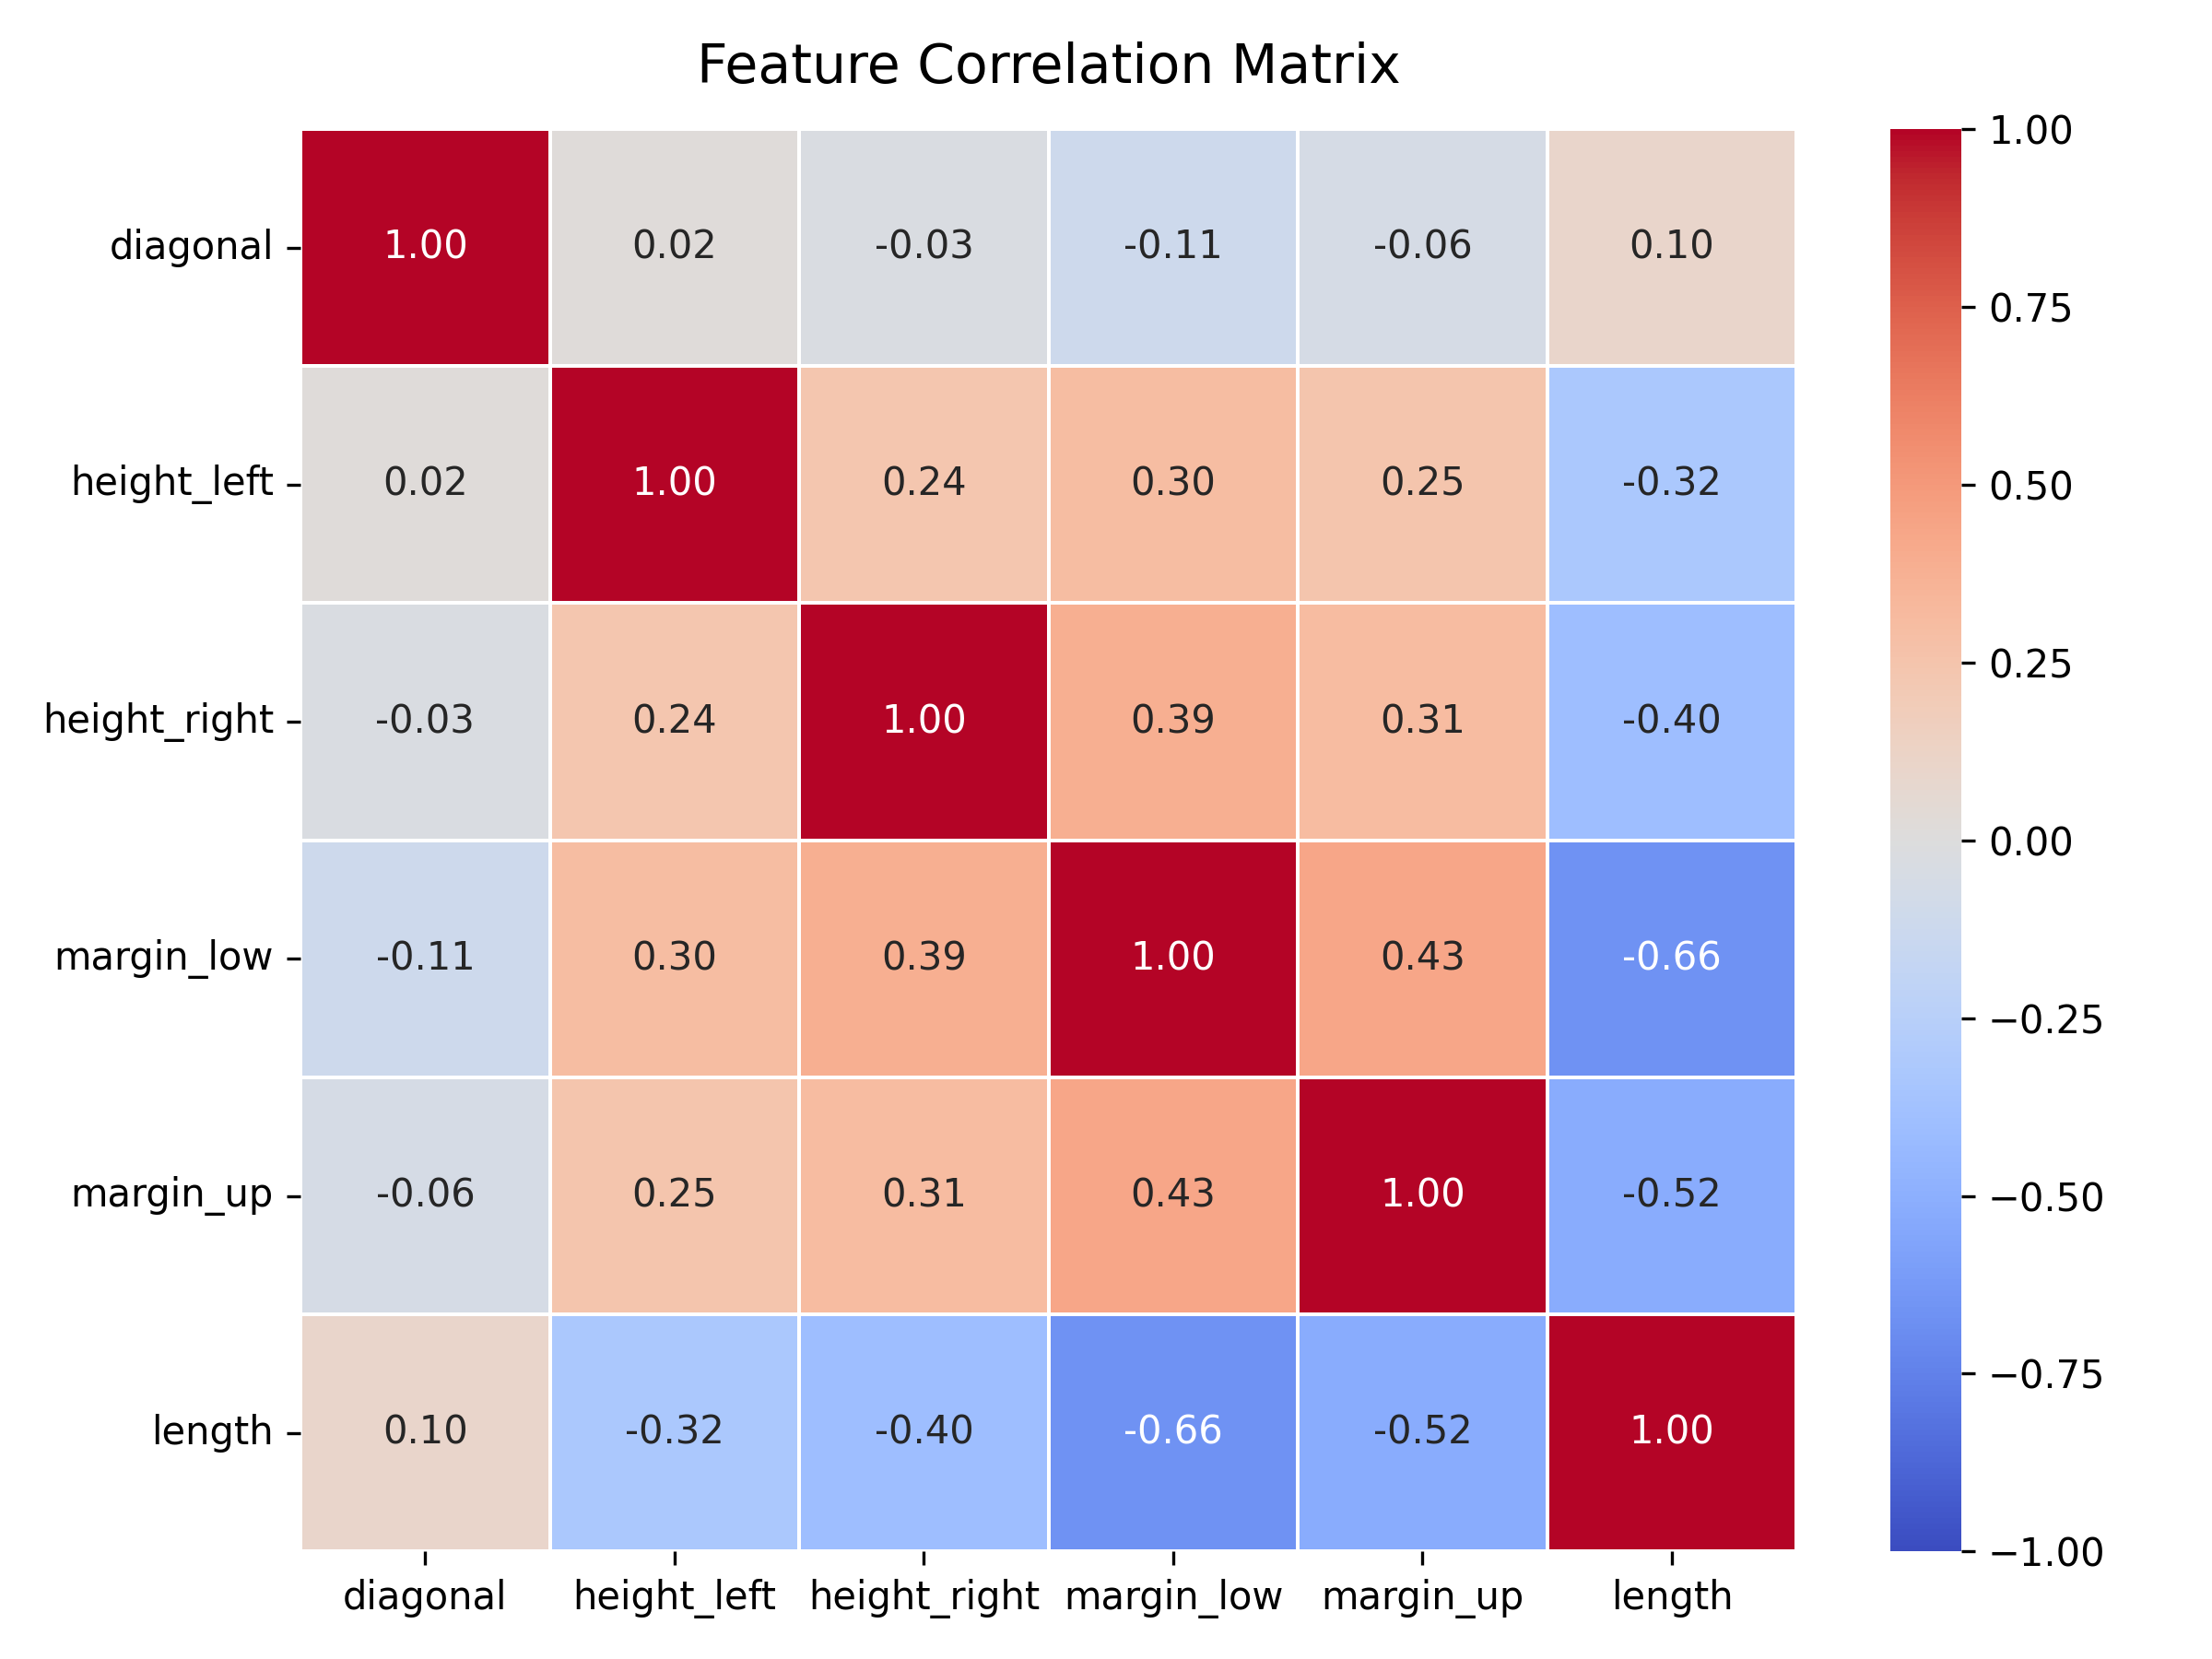 Feature Correlation Matrix
diagonal 1.00 0.02 -0.03 -0.11 -0.06 0.10
height_left 0.02 1.00 0.24 0.30 0.25 -0.32
height_right -0.03 0.24 1.00 0.39 0.31 -0.40
margin_low -0.11 0.30 0.39 1.00 0.43 -0.66
margin_up -0.06 0.25 0.31 0.43 1.00 -0.52
length 0.10 -0.32 -0.40 -0.66 -0.52 1.00
diagonal height_left height_right margin_low margin_up length
1.00
0.75
0.50
0.25
0.00
−0.25
−0.50
−0.75
−1.00